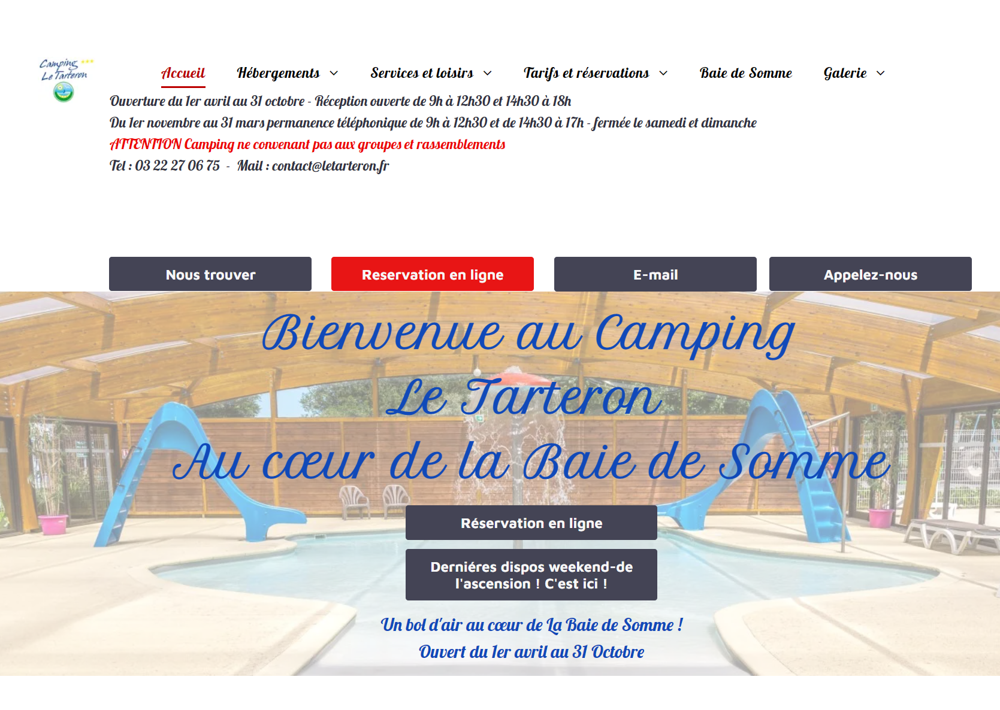 Camping
Le Tarteron
Accueil Hébergements Services et loisirs Tarifs et réservations Baie de Somme Galerie
Ouverture du 1er avril au 31 octobre - Réception ouverte de 9h à 12h30 et 14h30 à 18h
Du 1er novembre au 31 mars permanence téléphonique de 9h à 12h30 et de 14h30 à 17h - fermée le samedi et dimanche
ATTENTION Camping ne convenant pas aux groupes et rassemblements
Tel : 03 22 27 06 75 - Mail : contact@letarteron.fr
Nous trouver Reservation en ligne E-mail Appelez-nous
Bienvenue au Camping
Le Tarteron
Au cœur de la Baie de Somme
Réservation en ligne
Derniéres dispos weekend-de
l'ascension ! C'est ici !
Un bol d'air au cœur de La Baie de Somme !
Ouvert du 1er avril au 31 Octobre